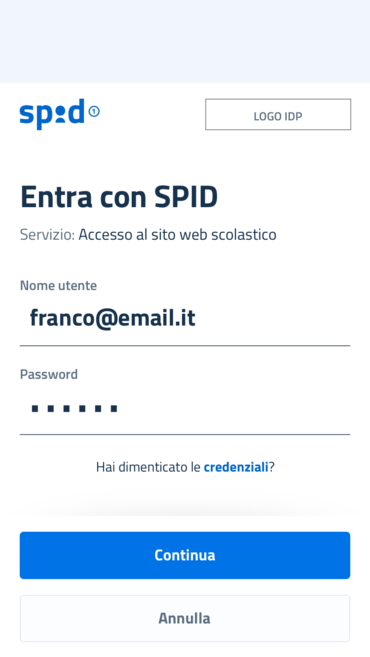 spid 1
LOGO IDP
Entra con SPID
Servizio: Accesso al sito web scolastico
Nome utente
franco@email.it
Password
Hai dimenticato le credenziali?
Continua
Annulla